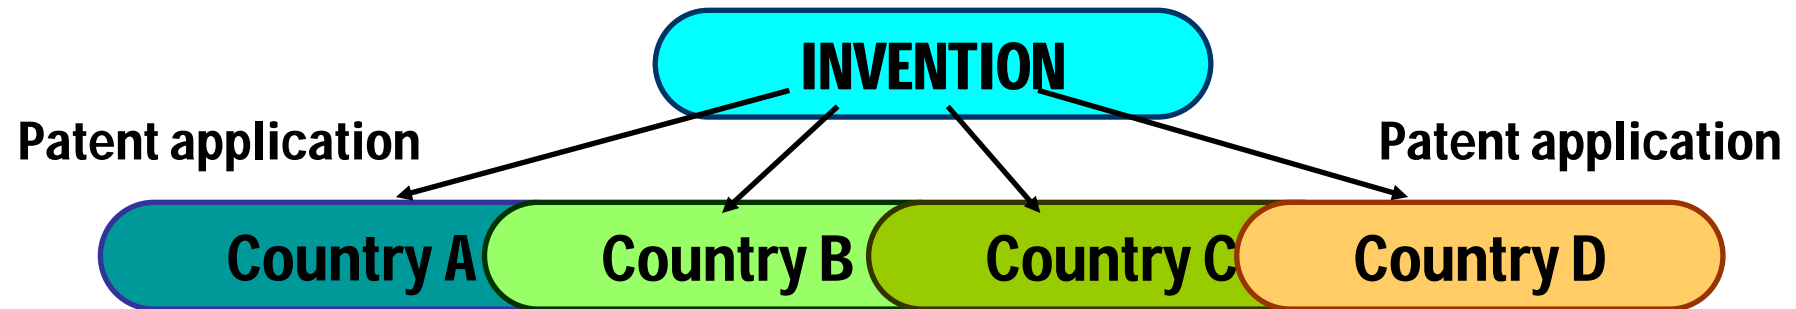 INVENTION
Patent application
Patent application
Country A
Country B
Country C
Country D